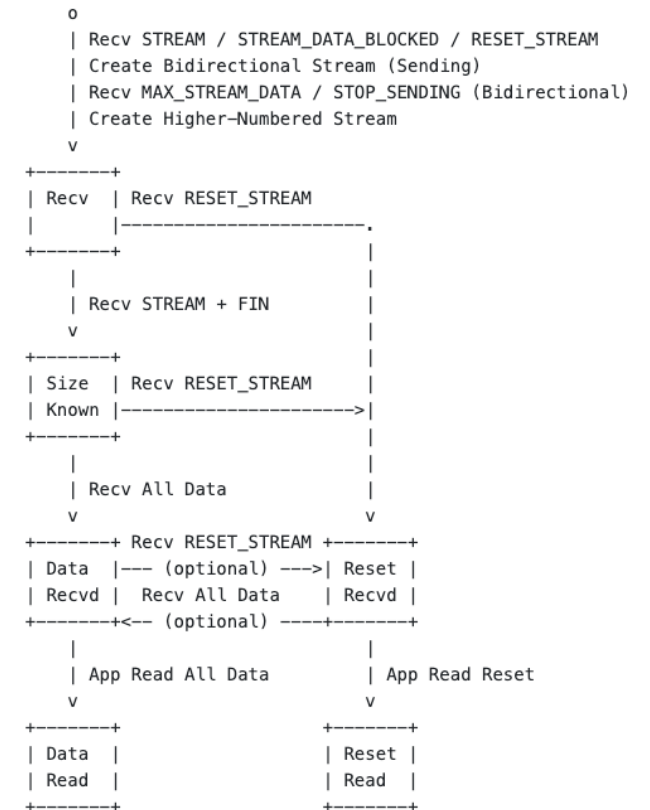 o
| Recv STREAM / STREAM_DATA_BLOCKED / RESET_STREAM
| Create Bidirectional Stream (Sending)
| Recv MAX_STREAM_DATA / STOP_SENDING (Bidirectional)
| Create Higher-Numbered Stream
v
+-------+
| Recv  | Recv RESET_STREAM
|       |-----------------------.
+-------+                       |
    |                           |
    | Recv STREAM + FIN         |
    v                           |
+-------+                       |
| Size  | Recv RESET_STREAM     |
| Known |---------------------->|
+-------+                       |
    |                           |
    | Recv All Data             |
    v                           v
+-------+ Recv RESET_STREAM +-------+
| Data  |--- (optional) --->| Reset |
| Recvd |  Recv All Data    | Recvd |
+-------+<-- (optional) ----+-------+
    |                           |
    | App Read All Data         | App Read Reset
    v                           v
+-------+                   +-------+
| Data  |                   | Reset |
| Read  |                   | Read  |
+-------+                   +-------+